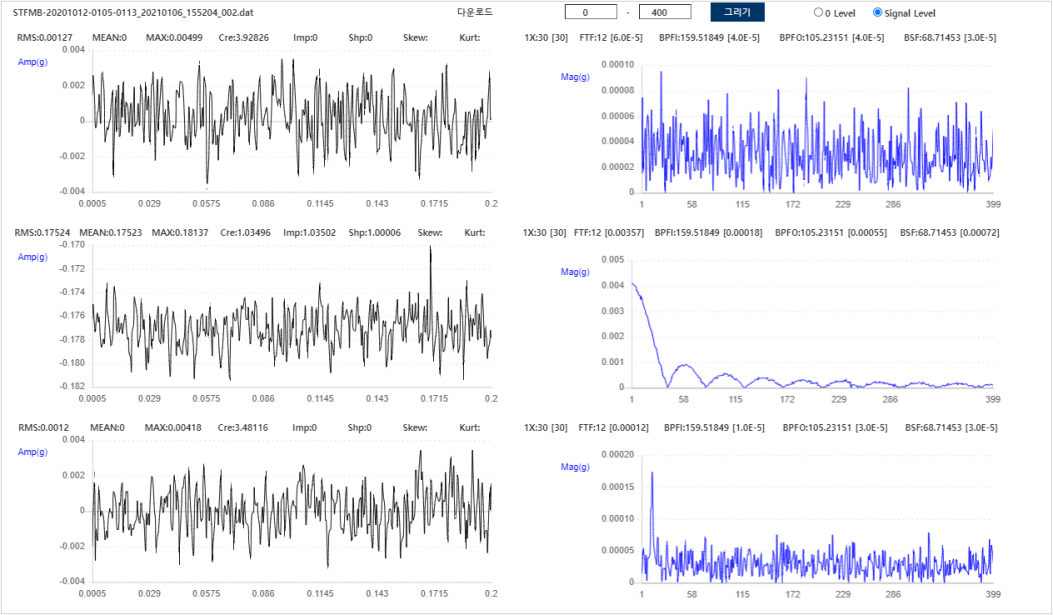 STFMB-20201012-0105-0113_20210106_155204_002.dat 다운로드 0 - 400 그리기 0 Level Signal Level
RMS:0.00127 MEAN:0 MAX:0.00499 Cre:3.92826 Imp:0 Shp:0 Skew: Kurt:
Amp(g)
0.004
0.002
0
-0.002
-0.004
0.0005 0.029 0.0575 0.086 0.1145 0.143 0.1715 0.2
1X:30 [30] FTF:12 [6.0E-5] BPFI:159.51849 [4.0E-5] BPFO:105.23151 [4.0E-5] BSF:68.71453 [3.0E-5]
Mag(g)
0.00010
0.00008
0.00006
0.00004
0.00002
0
1 58 115 172 229 286 399
RMS:0.17524 MEAN:0.17523 MAX:0.18137 Cre:1.03496 Imp:1.03502 Shp:1.00006 Skew: Kurt:
Amp(g)
-0.170
-0.172
-0.174
-0.176
-0.178
-0.180
-0.182
0.0005 0.029 0.0575 0.086 0.1145 0.143 0.1715 0.2
1X:30 [30] FTF:12 [0.00357] BPFI:159.51849 [0.00018] BPFO:105.23151 [0.00055] BSF:68.71453 [0.00072]
Mag(g)
0.005
0.004
0.003
0.002
0.001
0
1 58 115 172 229 286 399
RMS:0.0012 MEAN:0 MAX:0.00418 Cre:3.48116 Imp:0 Shp:0 Skew: Kurt:
Amp(g)
0.004
0.002
0
-0.002
-0.004
0.0005 0.029 0.0575 0.086 0.1145 0.143 0.1715 0.2
1X:30 [30] FTF:12 [0.00012] BPFI:159.51849 [1.0E-5] BPFO:105.23151 [3.0E-5] BSF:68.71453 [3.0E-5]
Mag(g)
0.00020
0.00015
0.00010
0.00005
0
1 58 115 172 229 286 399